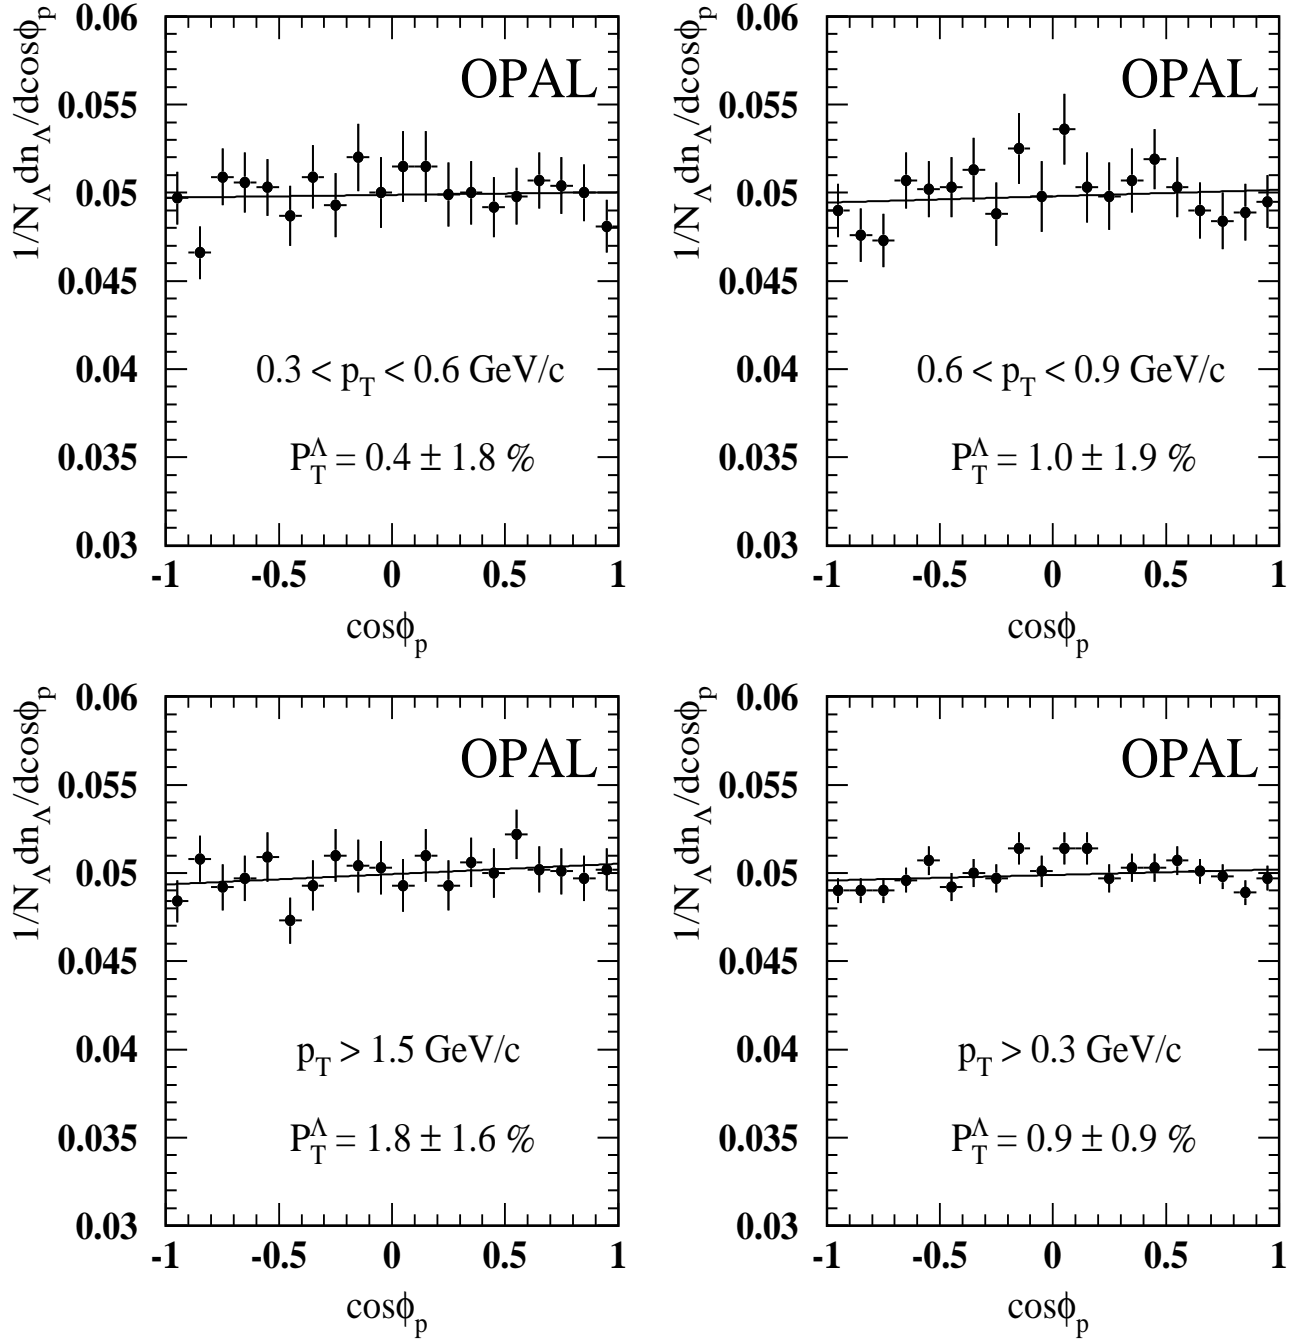 1/N_Λ dn_Λ/dcosϕ_p
OPAL
0.06
0.055
0.05
0.045
0.04
0.035
0.03
0.3 < p_T < 0.6 GeV/c
P_T^Λ = 0.4 ± 1.8 %
-1 -0.5 0 0.5 1
cosϕ_p
1/N_Λ dn_Λ/dcosϕ_p
OPAL
0.06
0.055
0.05
0.045
0.04
0.035
0.03
0.6 < p_T < 0.9 GeV/c
P_T^Λ = 1.0 ± 1.9 %
-1 -0.5 0 0.5 1
cosϕ_p
1/N_Λ dn_Λ/dcosϕ_p
OPAL
0.06
0.055
0.05
0.045
0.04
0.035
0.03
p_T > 1.5 GeV/c
P_T^Λ = 1.8 ± 1.6 %
-1 -0.5 0 0.5 1
cosϕ_p
1/N_Λ dn_Λ/dcosϕ_p
OPAL
0.06
0.055
0.05
0.045
0.04
0.035
0.03
p_T > 0.3 GeV/c
P_T^Λ = 0.9 ± 0.9 %
-1 -0.5 0 0.5 1
cosϕ_p